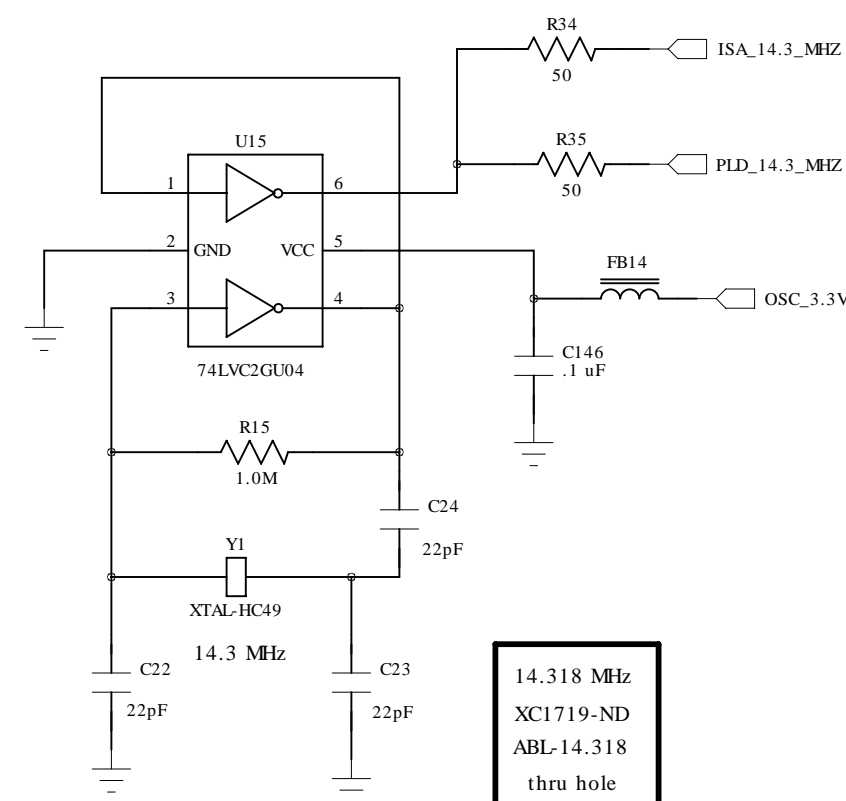 R34
ISA_14.3_MHZ
50
U15
R35
PLD_14.3_MHZ
1
6
50
2
GND
VCC
5
FB14
OSC_3.3V
3
4
74LVC2GU04
C146
.1 uF
R15
1.0M
C24
22pF
Y1
XTAL-HC49
14.3 MHz
C22
22pF
C23
22pF
14.318 MHz
XC1719-ND
ABL-14.318
thru hole